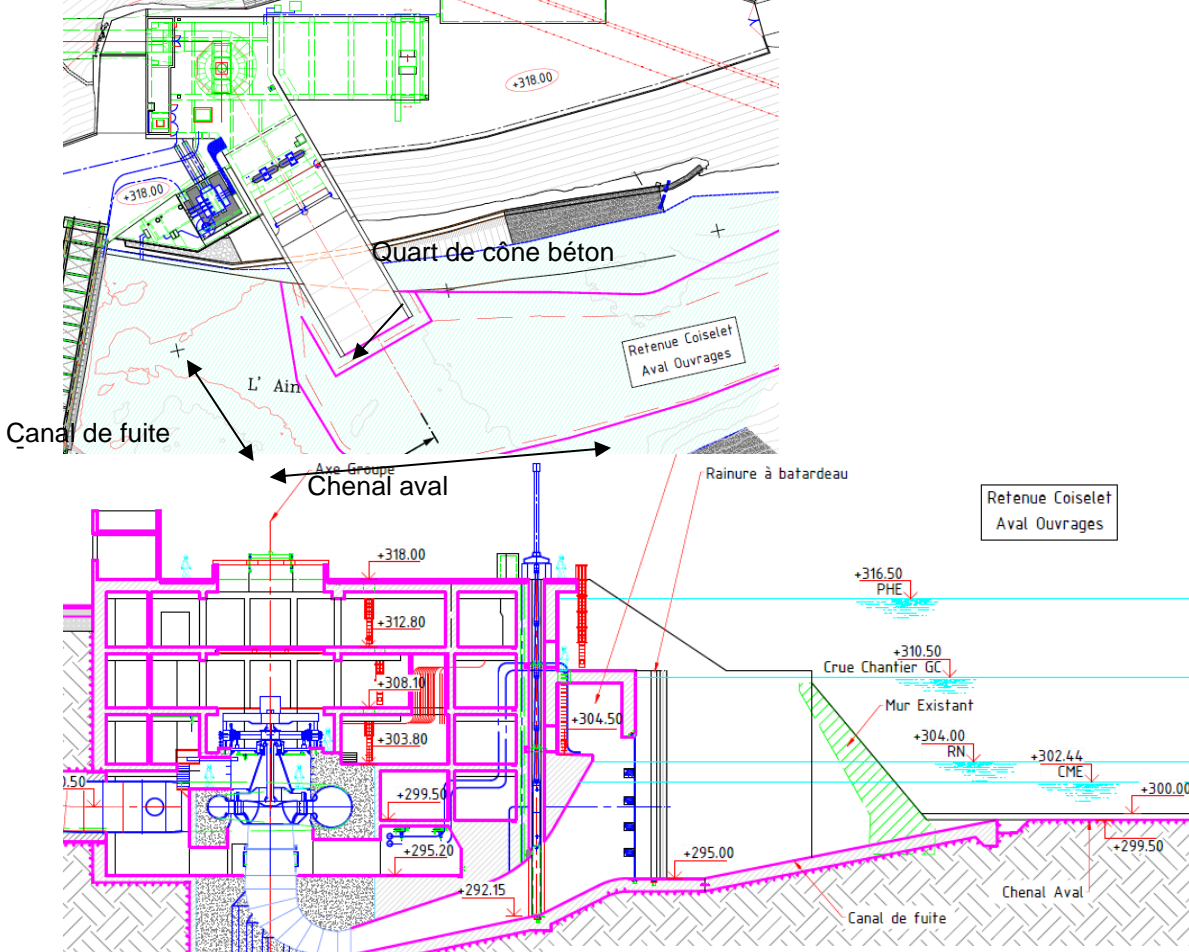 +318.00
+318.00
Quart de cône béton
Retenue Coiselet
Aval Ouvrages
L' Ain
Canal de fuite
Axe Groupe
Chenal aval
Rainure à batardeau
Retenue Coiselet
Aval Ouvrages
+318.00
+316.50
PHE
+312.80
+310.50
Crue Chantier GC
+308.10
Mur Existant
+304.50
+304.00
RN
+303.80
+302.44
CME
0.50
+299.50
+300.00
+299.50
+295.20
+295.00
+292.15
Chenal Aval
Canal de fuite